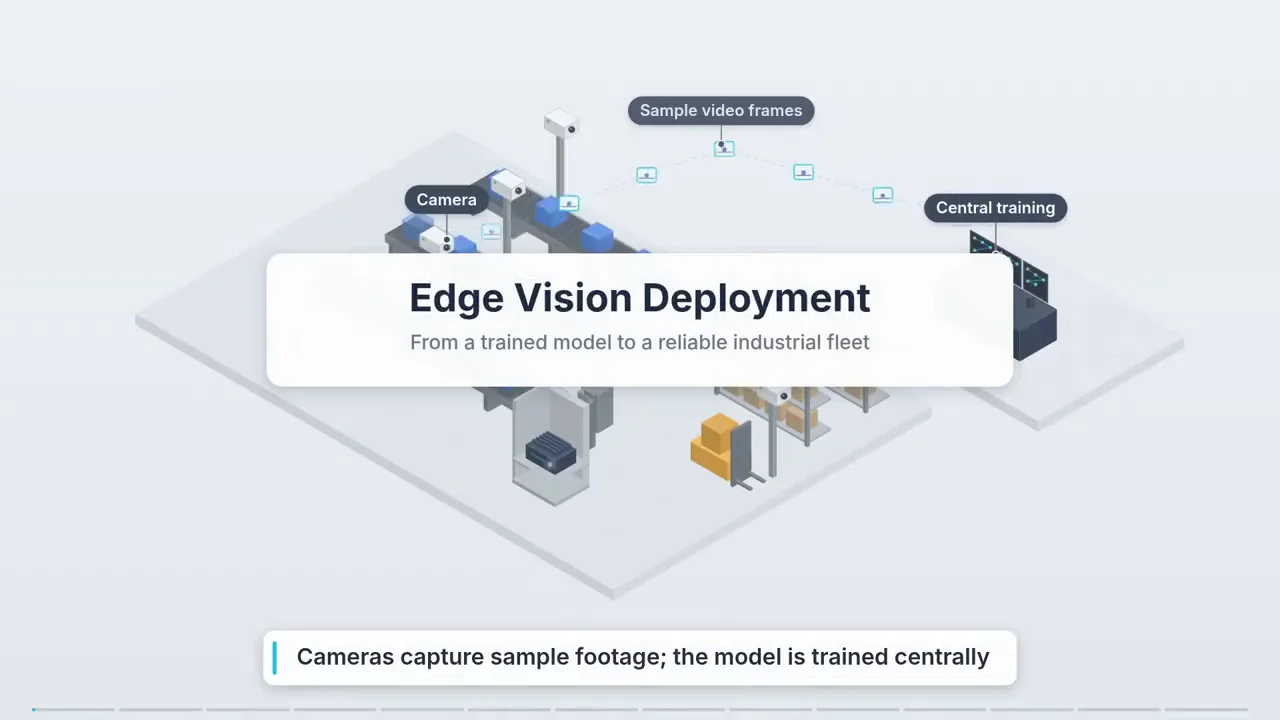 Sample video frames
Camera
Central training
Edge Vision Deployment
From a trained model to a reliable industrial fleet
Cameras capture sample footage; the model is trained centrally